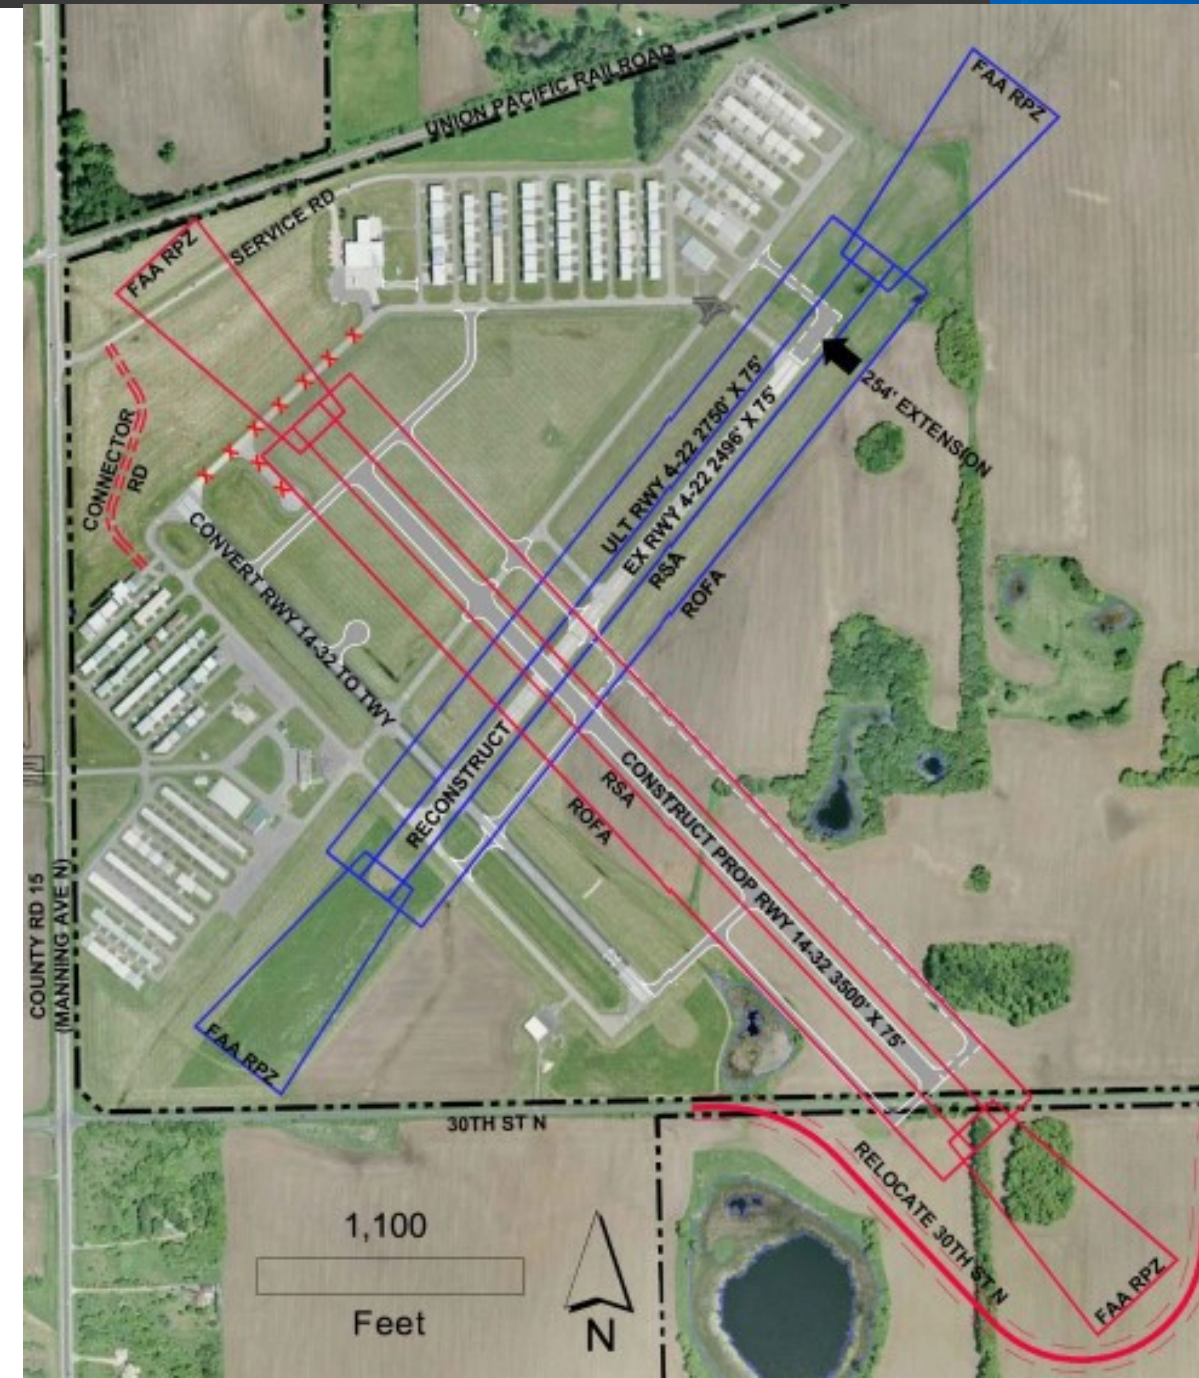 FAA RPZ
UNION PACIFIC RAILROAD
SERVICE RD
FAA RPZ
254' EXTENSION
ULT RWY 4-22 2750' X 75'
EX RWY 4-22 2496' X 75'
RSA
ROFA
CONNECTOR
RD
CONVERT RWY 14-32 TO TWY
RECONSTRUCT
CONSTRUCT PROP RWY 14-32 3500' X 75'
RSA
ROFA
COUNTY RD 15
(MANNING AVE N)
FAA RPZ
30TH ST N
RELOCATE 30TH ST N
FAA RPZ
1,100
Feet
N